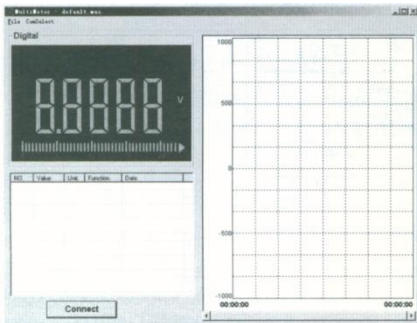 MultiMeter - default.mes
File ComSelect
Digital
8.8888
V
NO. Value Unit Function Date
Connect
1000
500
0
-500
-1000
00:00:00 00:00:00